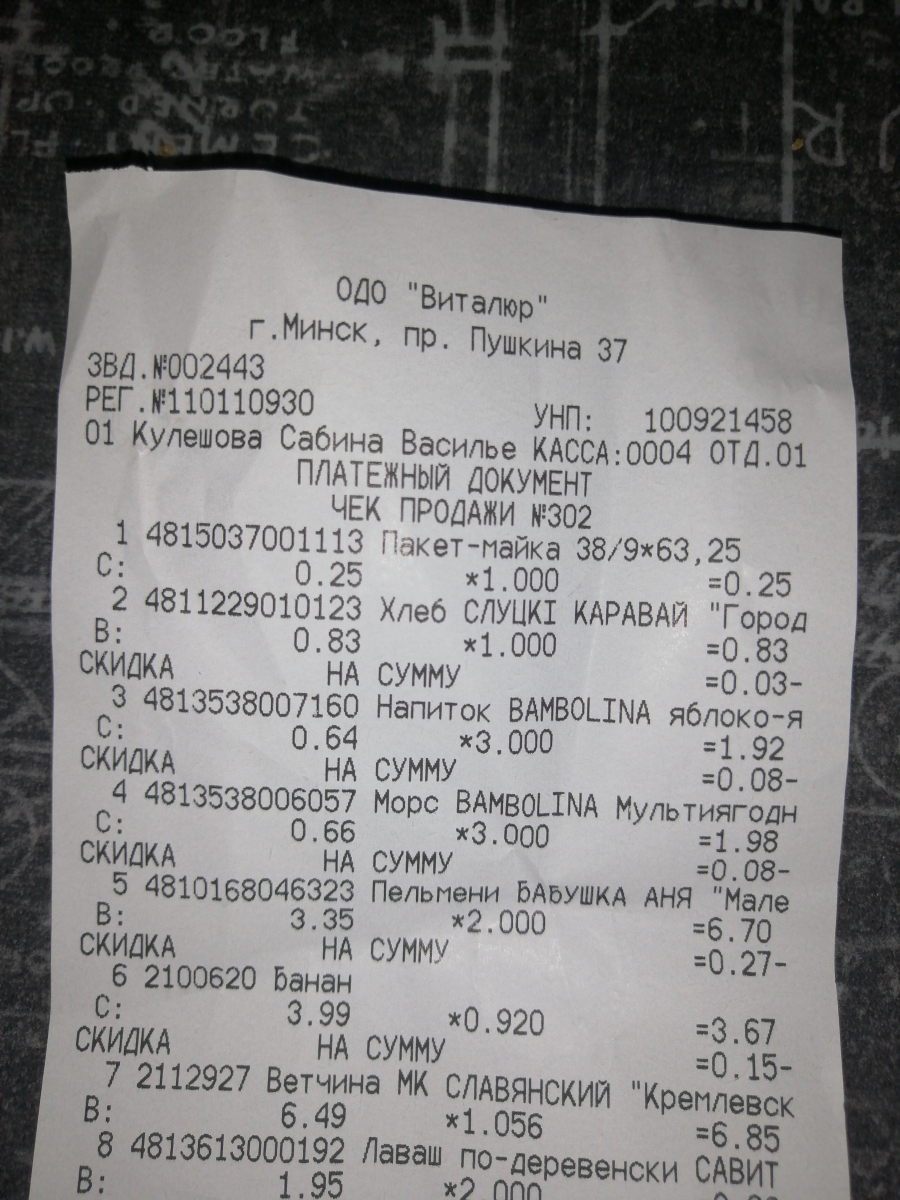 FLOOR
WATER PROOF
TURNED UP
CEMENT
ОДО "Виталюр"
г.Минск, пр. Пушкина 37
ЗВД.№002443
РЕГ.№110110930 УНП: 100921458
01 Кулешова Сабина Василье КАССА:0004 ОТД.01
ПЛАТЕЖНЫЙ ДОКУМЕНТ
ЧЕК ПРОДАЖИ №302
1 4815037001113 Пакет-майка 38/9*63,25
С: 0.25 *1.000 =0.25
2 4811229010123 Хлеб СЛУЦКI КАРАВАЙ "Город
В: 0.83 *1.000 =0.83
СКИДКА НА СУММУ =0.03-
3 4813538007160 Напиток BAMBOLINA яблоко-я
С: 0.64 *3.000 =1.92
СКИДКА НА СУММУ =0.08-
4 4813538006057 Морс BAMBOLINA Мультиягодн
С: 0.66 *3.000 =1.98
СКИДКА НА СУММУ =0.08-
5 4810168046323 Пельмени БАБУШКА АНЯ "Мале
В: 3.35 *2.000 =6.70
СКИДКА НА СУММУ =0.27-
6 2100620 Банан
С: 3.99 *0.920 =3.67
СКИДКА НА СУММУ =0.15-
7 2112927 Ветчина МК СЛАВЯНСКИЙ "Кремлевск
В: 6.49 *1.056 =6.85
8 4813613000192 Лаваш по-деревенски САВИТ
В: 1.95 *2.000